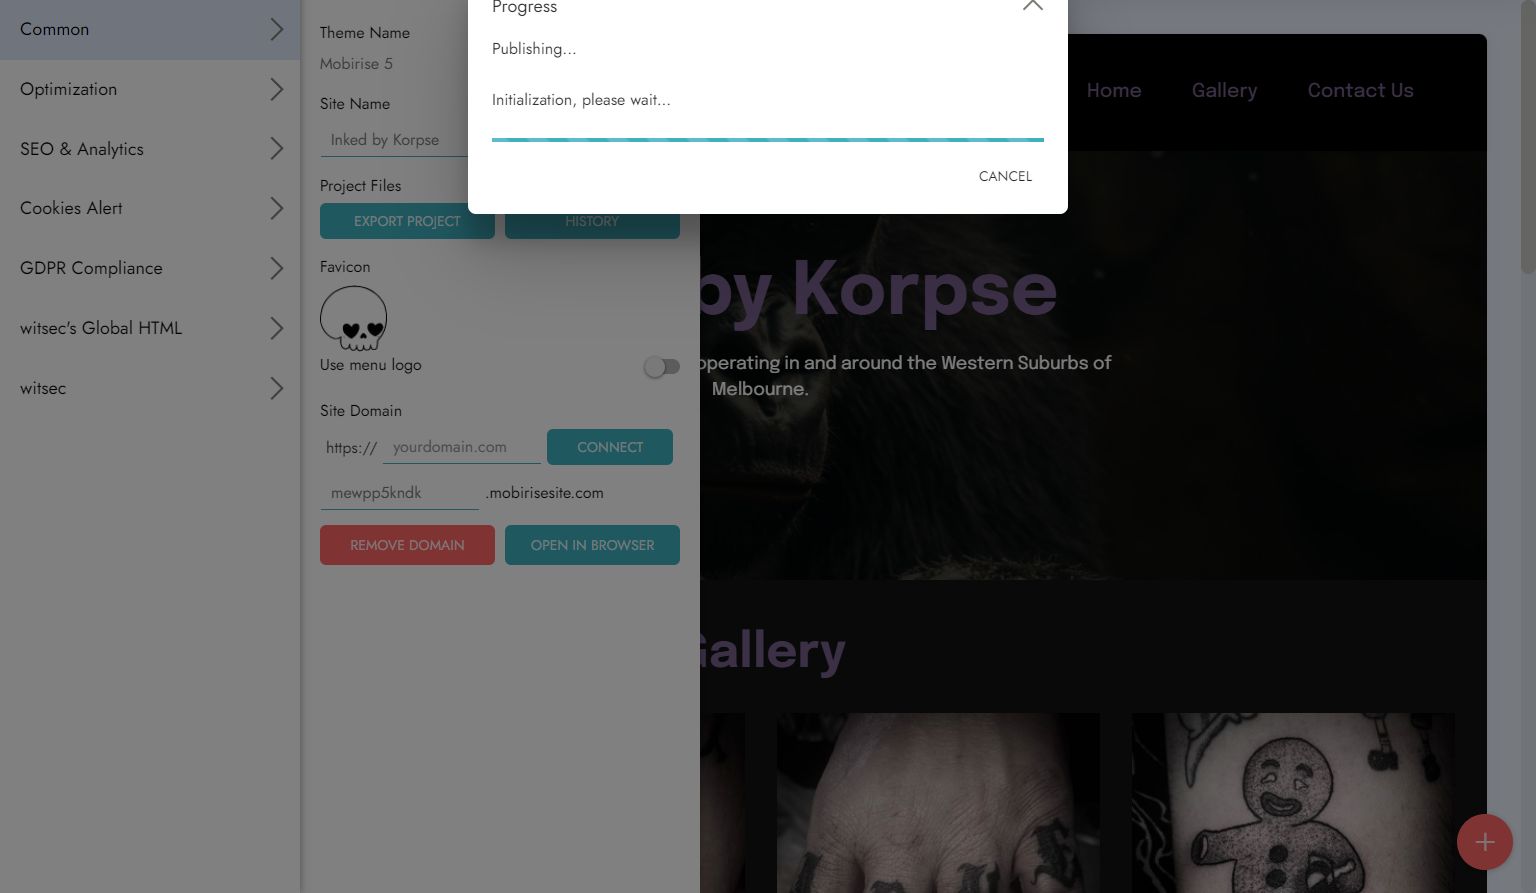 Common
Optimization
SEO & Analytics
Cookies Alert
GDPR Compliance
witsec's Global HTML
witsec
Theme Name
Mobirise 5
Site Name
Inked by Korpse
Project Files
EXPORT PROJECT
HISTORY
Favicon
Use menu logo
Site Domain
https://
yourdomain.com
CONNECT
mewpp5kndk
.mobirisesite.com
REMOVE DOMAIN
OPEN IN BROWSER
Progress
Publishing...
Initialization, please wait...
CANCEL
Home
Gallery
Contact Us
by Korpse
operating in and around the Western Suburbs of
Melbourne.
Gallery